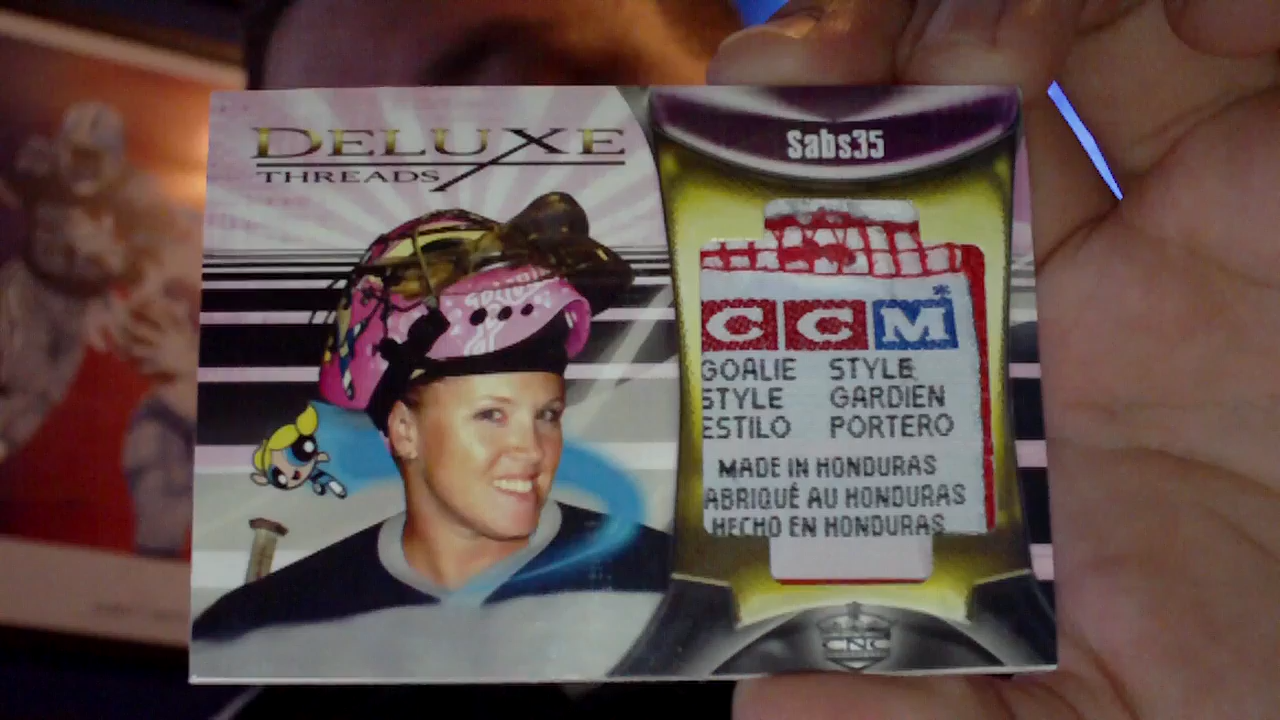 DELUXE
THREADS
Sabs35
CCM*
GOALIE STYLE
STYLE GARDIEN
ESTILO PORTERO
MADE IN HONDURAS
ABRIQUÉ AU HONDURAS
HECHO EN HONDURAS
CNC